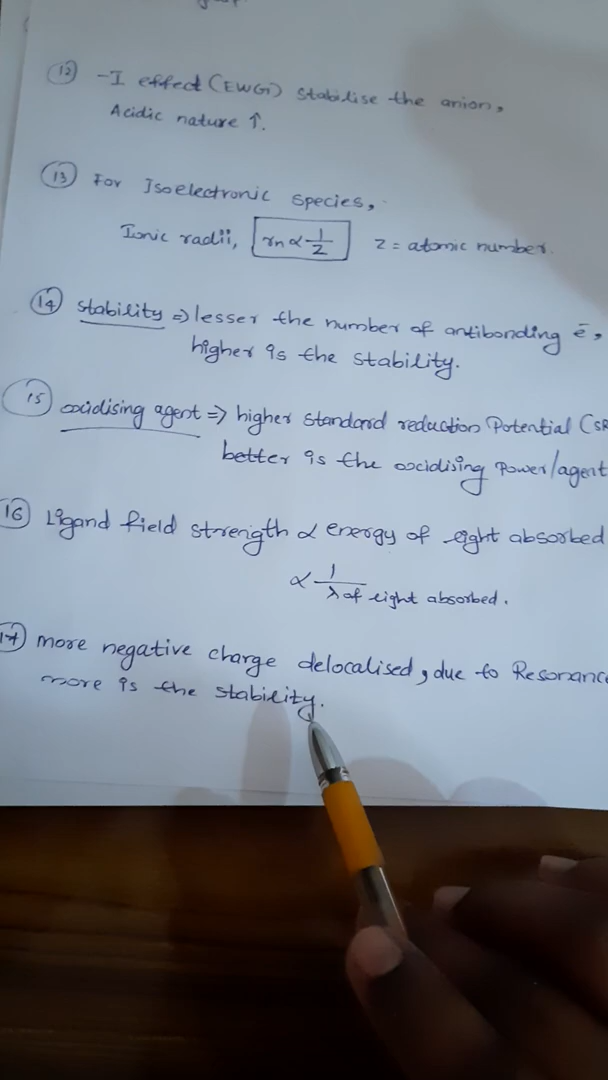 (12) -I effect (EWG) stabilise the anion,
Acidic nature ↑.
(13) For Isoelectronic species,
Ionic radii, rn ∝ 1/Z Z = atomic number.
(14) stability ⇒ lesser the number of antibonding ē,
higher is the stability.
(15) oxidising agent ⇒ higher standard reduction Potential (SR
better is the oxidising Power/agent
(16) Ligand field strength ∝ energy of light absorbed
∝ 1/λ of light absorbed.
(17) more negative charge delocalised, due to Resonance
more is the stability.